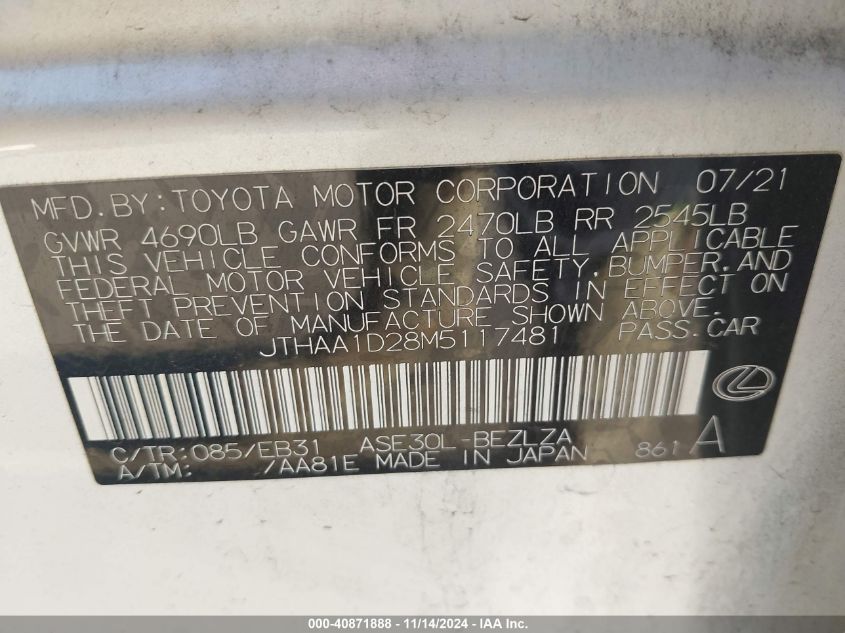 MFD. BY: TOYOTA MOTOR CORPORATION 07/21
GVWR 4690LB GAWR FR 2470LB RR 2545LB
THIS VEHICLE CONFORMS TO ALL APPLICABLE
FEDERAL MOTOR VEHICLE SAFETY, BUMPER, AND
THEFT PREVENTION STANDARDS IN EFFECT ON
THE DATE OF MANUFACTURE SHOWN ABOVE.
JTHAA1D28M5117481 PASS.CAR
C/TR: 085/EB31 ASE30L-BEZLZA
A/TM: /AA81E MADE IN JAPAN 861 A
000-40871888 - 11/14/2024 - IAA Inc.